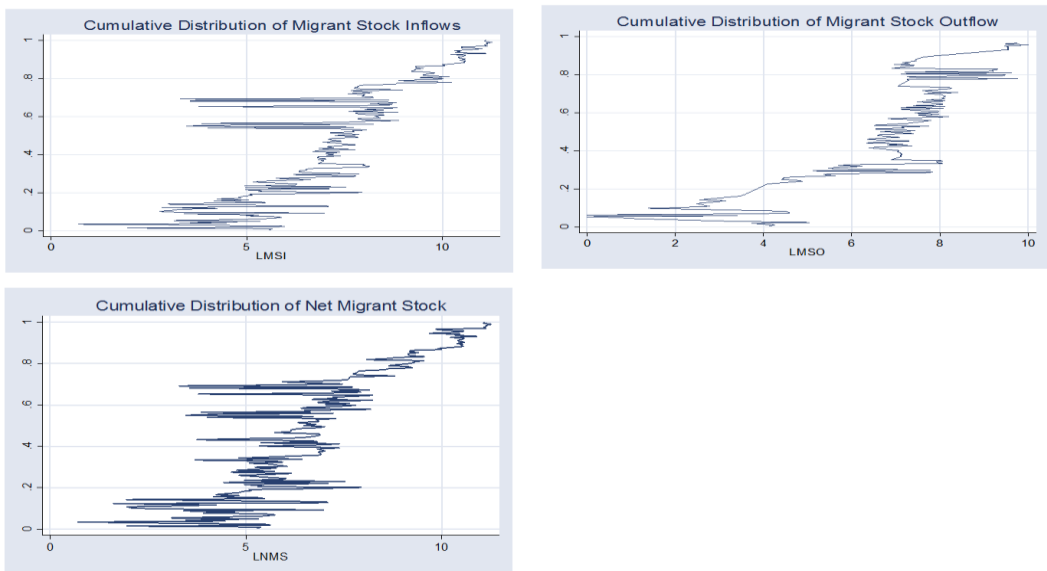 Cumulative Distribution of Migrant Stock Inflows
1
.8
.6
.4
.2
0
0 5 10
LMSI
Cumulative Distribution of Migrant Stock Outflow
1
.8
.6
.4
.2
0
0 2 4 6 8 10
LMSO
Cumulative Distribution of Net Migrant Stock
1
.8
.6
.4
.2
0
0 5 10
LNMS